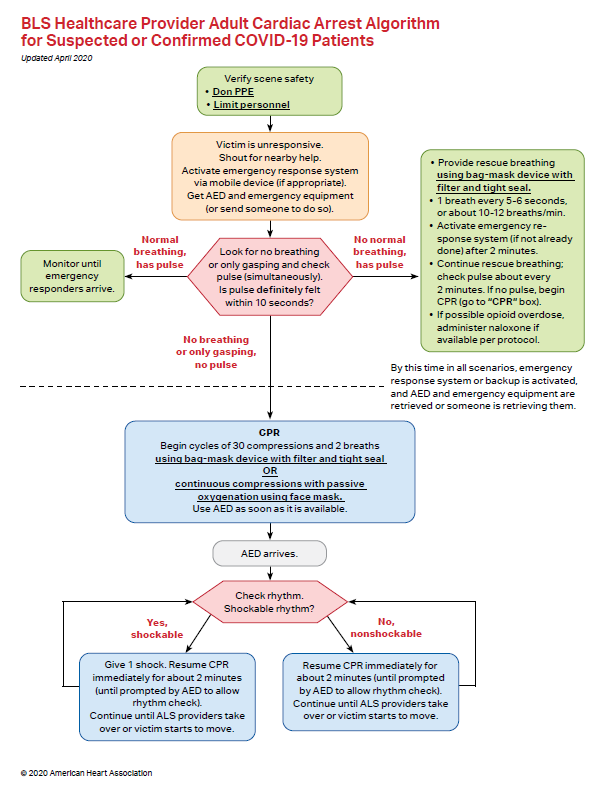 BLS Healthcare Provider Adult Cardiac Arrest Algorithm
for Suspected or Confirmed COVID-19 Patients
Updated April 2020
Verify scene safety
• Don PPE
• Limit personnel
Victim is unresponsive.
Shout for nearby help.
Activate emergency response system
via mobile device (if appropriate).
Get AED and emergency equipment
(or send someone to do so).
Normal
breathing,
has pulse
Monitor until
emergency
responders arrive.
Look for no breathing
or only gasping and check
pulse (simultaneously).
Is pulse definitely felt
within 10 seconds?
No normal
breathing,
has pulse
• Provide rescue breathing
using bag-mask device with
filter and tight seal.
• 1 breath every 5-6 seconds,
or about 10-12 breaths/min.
• Activate emergency re-
sponse system (if not already
done) after 2 minutes.
• Continue rescue breathing;
check pulse about every
2 minutes. If no pulse, begin
CPR (go to “CPR” box).
• If possible opioid overdose,
administer naloxone if
available per protocol.
No breathing
or only gasping,
no pulse
By this time in all scenarios, emergency
response system or backup is activated,
and AED and emergency equipment are
retrieved or someone is retrieving them.
CPR
Begin cycles of 30 compressions and 2 breaths
using bag-mask device with filter and tight seal
OR
continuous compressions with passive
oxygenation using face mask.
Use AED as soon as it is available.
AED arrives.
Check rhythm.
Shockable rhythm?
Yes,
shockable
No,
nonshockable
Give 1 shock. Resume CPR
immediately for about 2 minutes
(until prompted by AED to allow
rhythm check).
Continue until ALS providers take
over or victim starts to move.
Resume CPR immediately for
about 2 minutes (until prompted
by AED to allow rhythm check).
Continue until ALS providers take
over or victim starts to move.
© 2020 American Heart Association